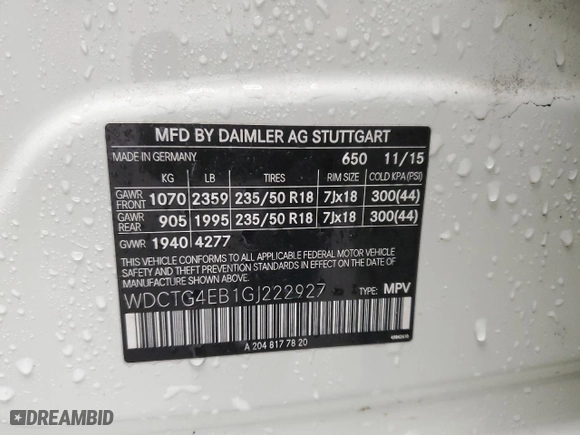 MFD BY DAIMLER AG STUTTGART
MADE IN GERMANY 650 11/15
KG LB TIRES RIM SIZE COLD KPA (PSI)
GAWR FRONT 1070 2359 235/50 R18 7Jx18 300(44)
GAWR REAR 905 1995 235/50 R18 7Jx18 300(44)
GVWR 1940 4277
THIS VEHICLE CONFORMS TO ALL APPLICABLE FEDERAL MOTOR VEHICLE
SAFETY, BUMPER, AND THEFT PREVENTION STANDARDS IN EFFECT ON THE DATE OF
MANUFACTURE SHOWN ABOVE.
WDCTG4EB1GJ222927 TYPE: MPV
A 204 817 78 20
DREAMBID